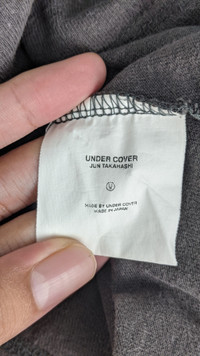 UNDER COVER
JUN TAKAHASHI
U
MADE BY UNDER COVER
MADE IN JAPAN